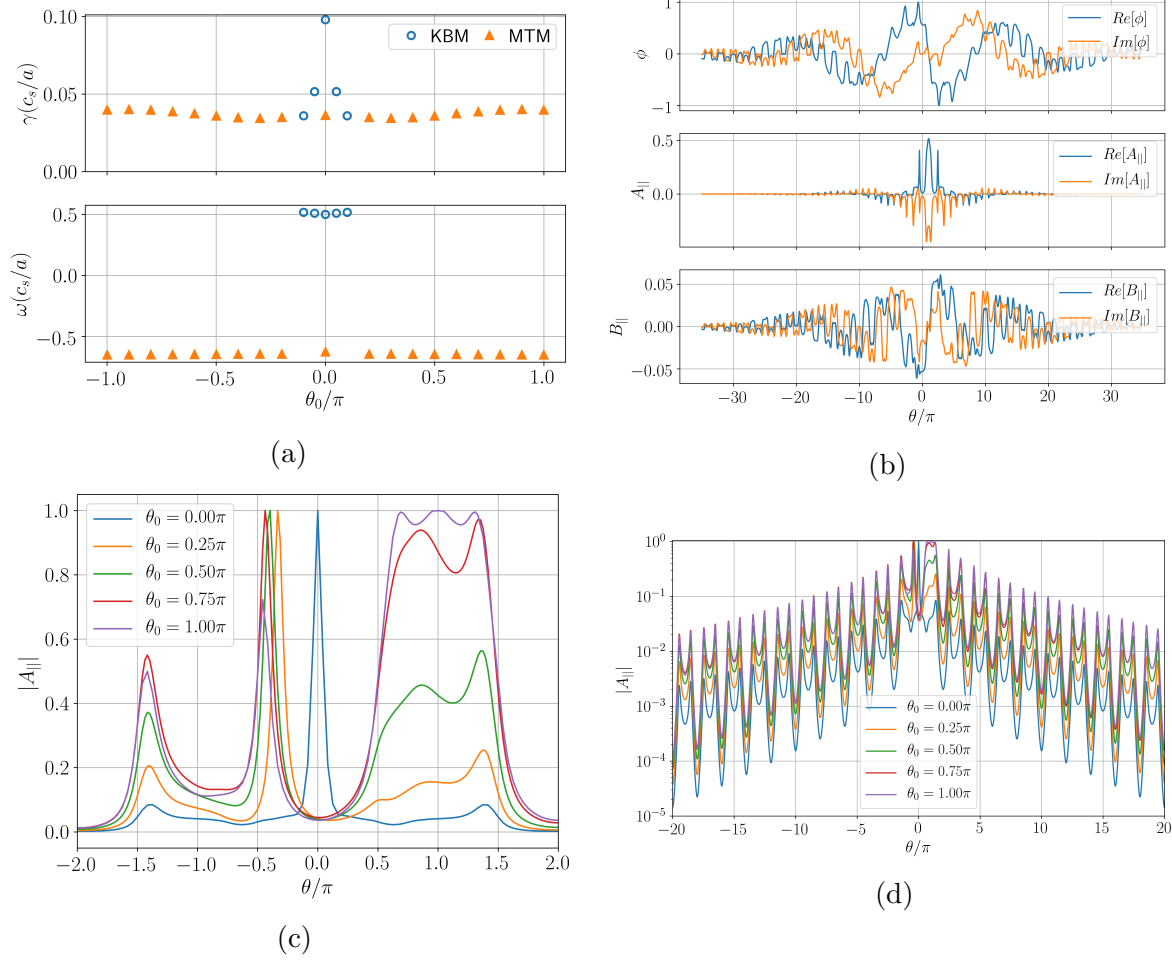 0.10
0.05
0.00
γ(c_s/a)
KBM MTM
0.5
0.0
−0.5
ω(c_s/a)
−1.0 −0.5 0.0 0.5 1.0
θ_0/π
(a)
1
0
−1
ϕ
Re[ϕ]
Im[ϕ]
0.5
0.0
A_||
Re[A_||]
Im[A_||]
0.05
0.00
−0.05
B_||
Re[B_||]
Im[B_||]
−30 −20 −10 0 10 20 30
θ/π
(b)
1.0
0.8
0.6
0.4
0.2
0.0
|A_|||
θ_0 = 0.00π
θ_0 = 0.25π
θ_0 = 0.50π
θ_0 = 0.75π
θ_0 = 1.00π
−2.0 −1.5 −1.0 −0.5 0.0 0.5 1.0 1.5 2.0
θ/π
(c)
10^0
10^−1
10^−2
10^−3
10^−4
10^−5
|A_|||
θ_0 = 0.00π
θ_0 = 0.25π
θ_0 = 0.50π
θ_0 = 0.75π
θ_0 = 1.00π
−20 −15 −10 −5 0 5 10 15 20
θ/π
(d)